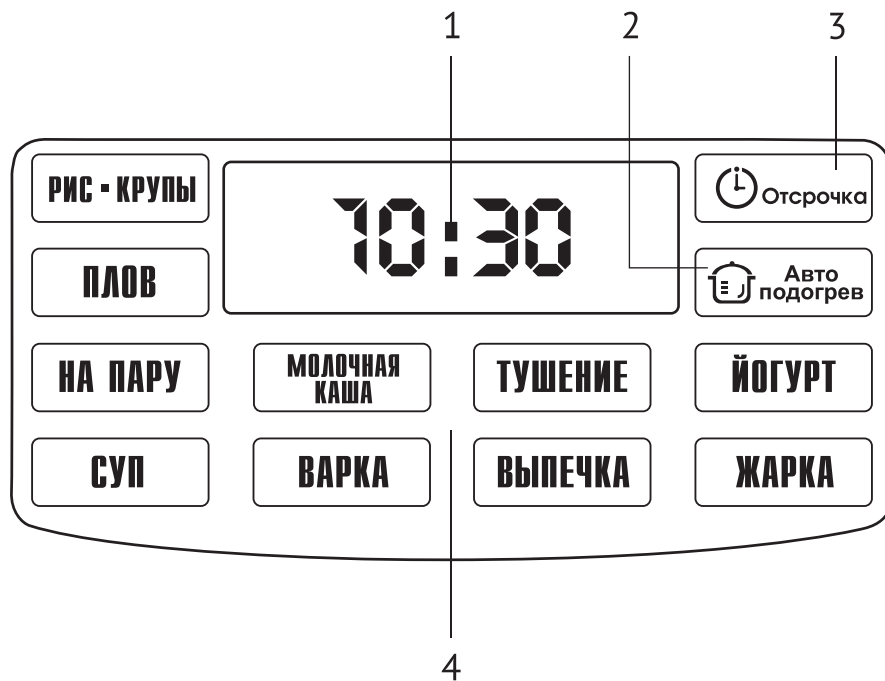 1
2
3
РИС ▪ КРУПЫ
10:30
Отсрочка
ПЛОВ
Авто
подогрев
НА ПАРУ
МОЛОЧНАЯ
КАША
ТУШЕНИЕ
ЙОГУРТ
СУП
ВАРКА
ВЫПЕЧКА
ЖАРКА
4